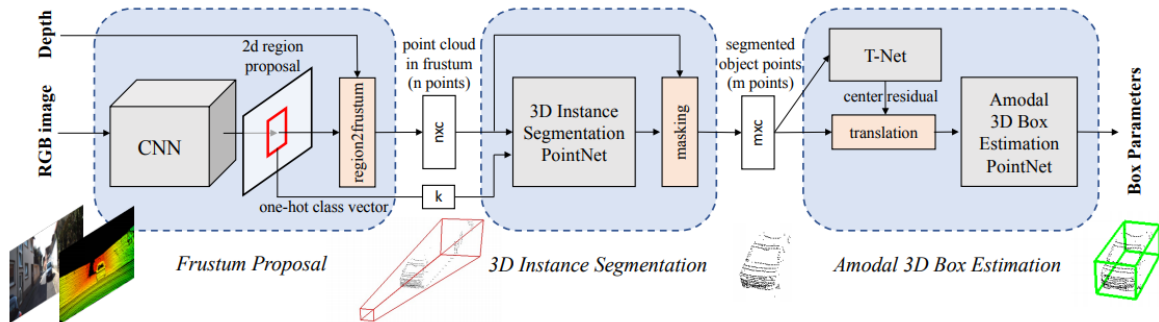 Depth
RGB image
CNN
2d region
proposal
region2frustum
one-hot class vector
Frustum Proposal
point cloud
in frustum
(n points)
nxc
k
3D Instance
Segmentation
PointNet
masking
3D Instance Segmentation
segmented
object points
(m points)
mxc
T-Net
center residual
translation
Amodal
3D Box
Estimation
PointNet
Amodal 3D Box Estimation
Box Parameters